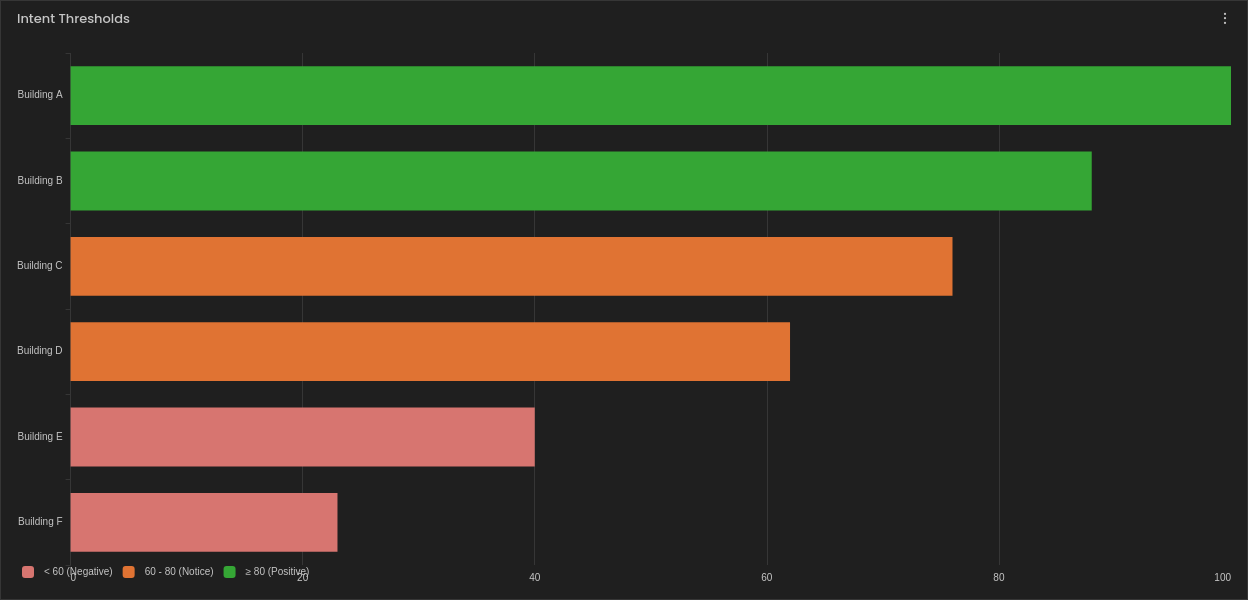 Intent Thresholds
Building A
Building B
Building C
Building D
Building E
Building F
< 60 (Negative) 60 - 80 (Notice) ≥ 80 (Positive)
0 20 40 60 80 100